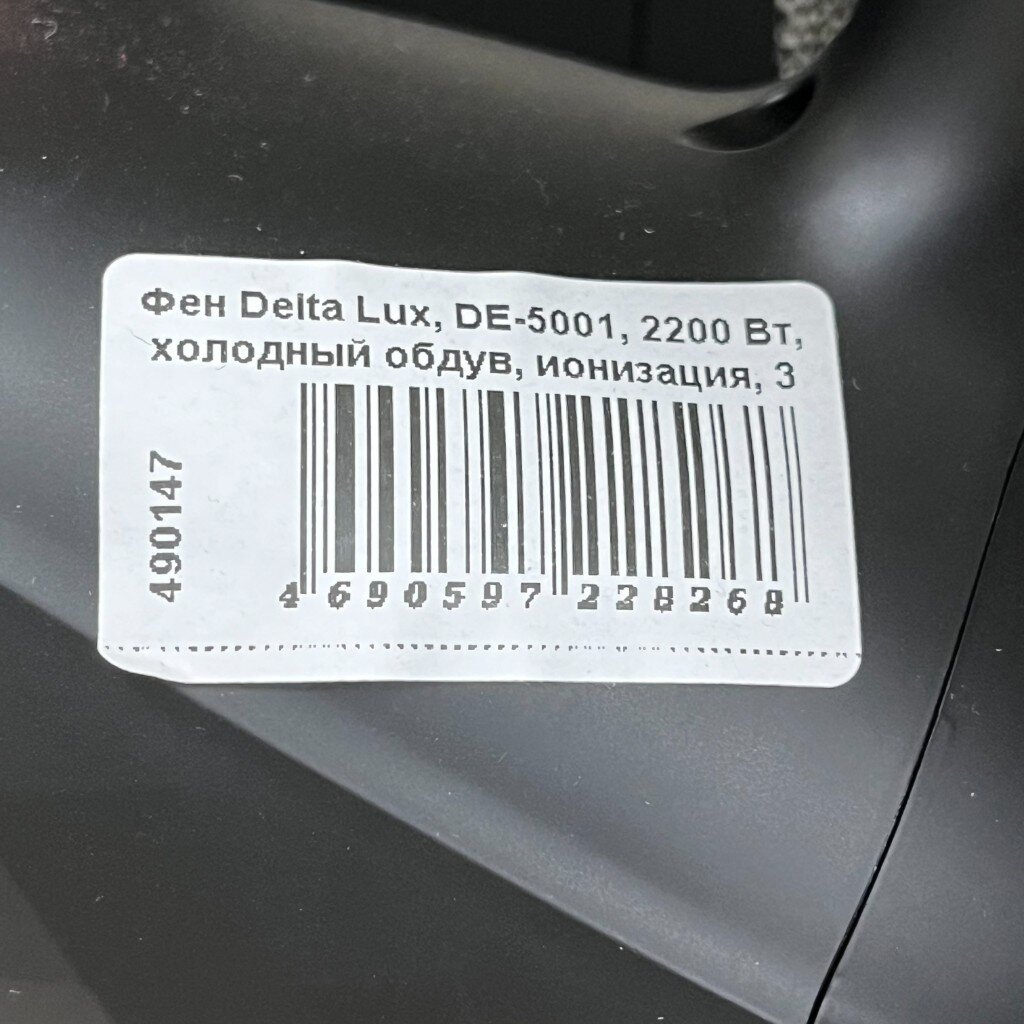 Фен Delta Lux, DE-5001, 2200 Вт,
холодный обдув, ионизация, 3
490147
4 690597 228268